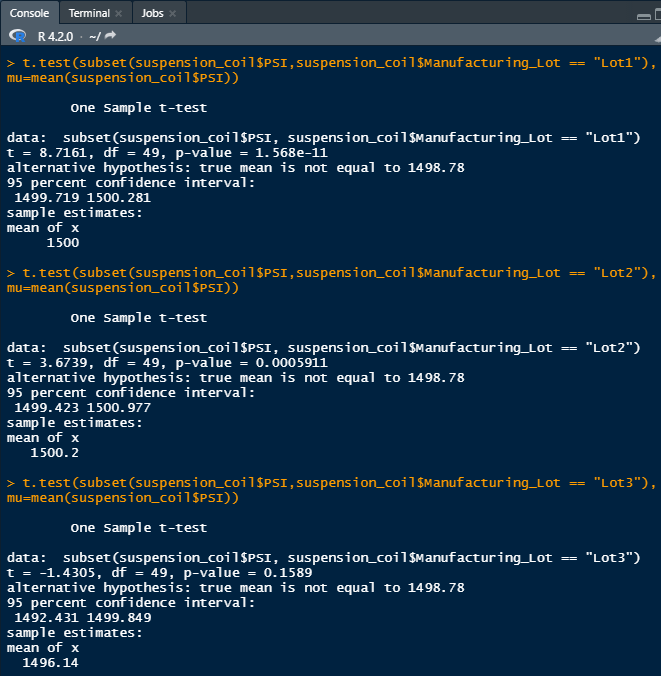 Console Terminal × Jobs ×
R 4.2.0 · ~/
> t.test(subset(suspension_coil$PSI,suspension_coil$Manufacturing_Lot == "Lot1"),
mu=mean(suspension_coil$PSI))
One Sample t-test
data:  subset(suspension_coil$PSI, suspension_coil$Manufacturing_Lot == "Lot1")
t = 8.7161, df = 49, p-value = 1.568e-11
alternative hypothesis: true mean is not equal to 1498.78
95 percent confidence interval:
1499.719 1500.281
sample estimates:
mean of x
1500
> t.test(subset(suspension_coil$PSI,suspension_coil$Manufacturing_Lot == "Lot2"),
mu=mean(suspension_coil$PSI))
One Sample t-test
data:  subset(suspension_coil$PSI, suspension_coil$Manufacturing_Lot == "Lot2")
t = 3.6739, df = 49, p-value = 0.0005911
alternative hypothesis: true mean is not equal to 1498.78
95 percent confidence interval:
1499.423 1500.977
sample estimates:
mean of x
1500.2
> t.test(subset(suspension_coil$PSI,suspension_coil$Manufacturing_Lot == "Lot3"),
mu=mean(suspension_coil$PSI))
One Sample t-test
data:  subset(suspension_coil$PSI, suspension_coil$Manufacturing_Lot == "Lot3")
t = -1.4305, df = 49, p-value = 0.1589
alternative hypothesis: true mean is not equal to 1498.78
95 percent confidence interval:
1492.431 1499.849
sample estimates:
mean of x
1496.14